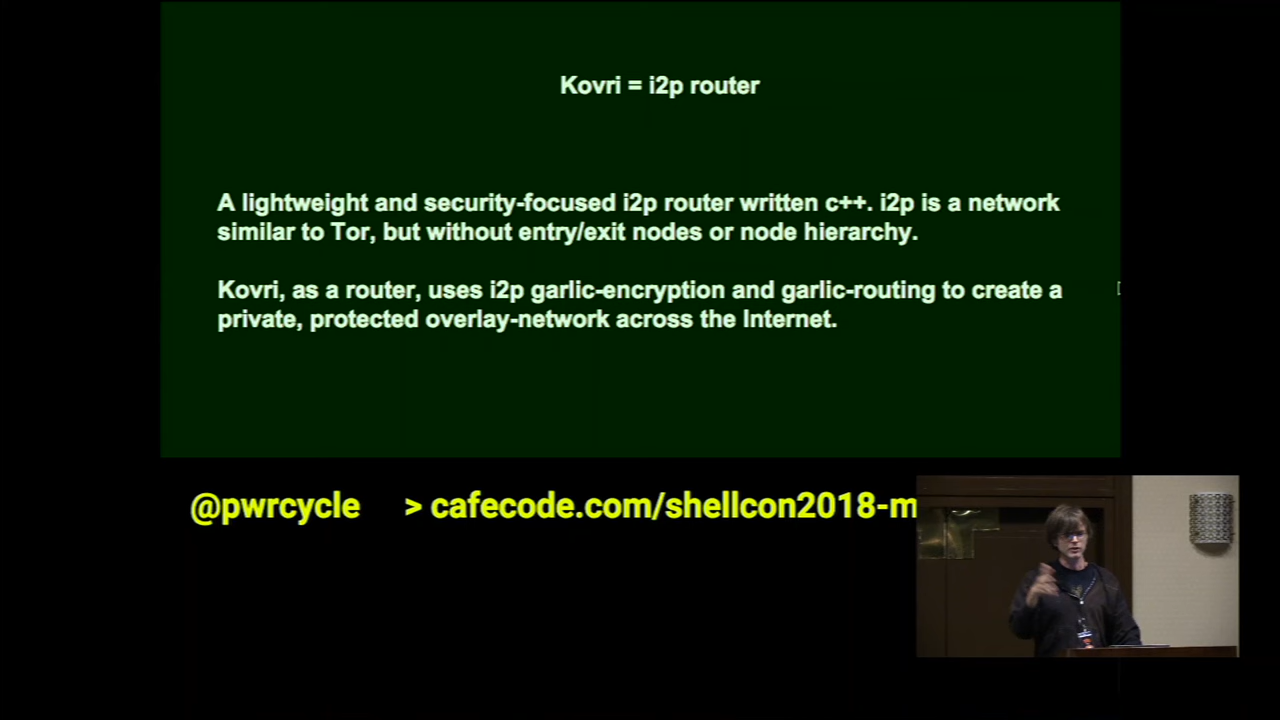 Kovri = i2p router
A lightweight and security-focused i2p router written c++. i2p is a network
similar to Tor, but without entry/exit nodes or node hierarchy.
Kovri, as a router, uses i2p garlic-encryption and garlic-routing to create a
private, protected overlay-network across the Internet.
@pwrcycle > cafecode.com/shellcon2018-m